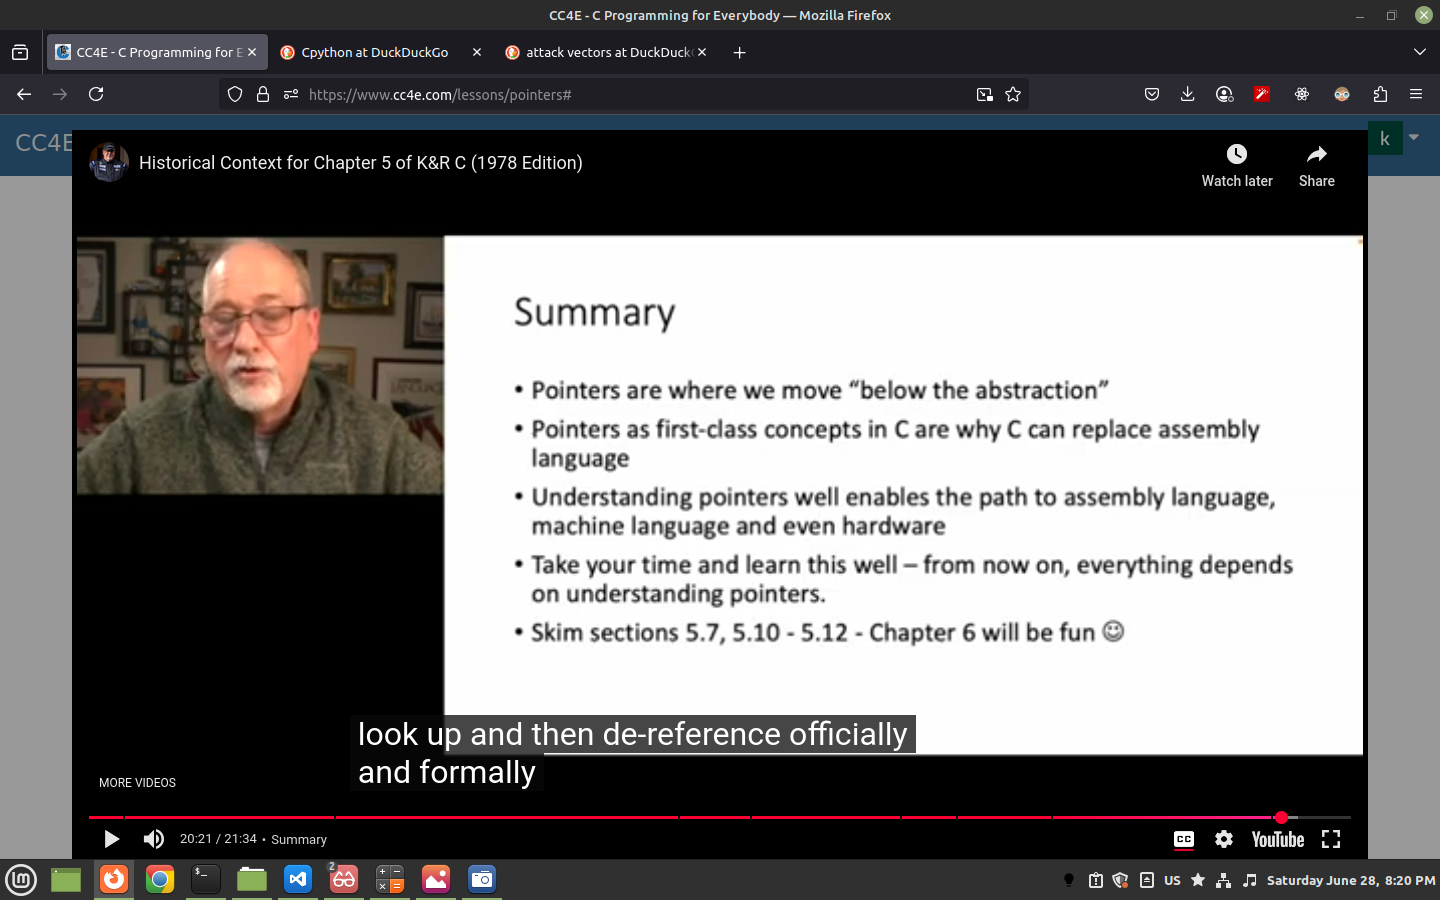 CC4E - C Programming for Everybody — Mozilla Firefox
CC4E - C Programming for E
Cpython at DuckDuckGo
attack vectors at DuckDuck
https://www.cc4e.com/lessons/pointers#
CC4E
k
Historical Context for Chapter 5 of K&R C (1978 Edition)
Watch later
Share
Summary
• Pointers are where we move “below the abstraction”
• Pointers as first-class concepts in C are why C can replace assembly
language
• Understanding pointers well enables the path to assembly language,
machine language and even hardware
• Take your time and learn this well – from now on, everything depends
on understanding pointers.
• Skim sections 5.7, 5.10 - 5.12 - Chapter 6 will be fun ☺
look up and then de-reference officially
and formally
MORE VIDEOS
20:21 / 21:34 • Summary
CC
YouTube
2
US
Saturday June 28, 8:20 PM